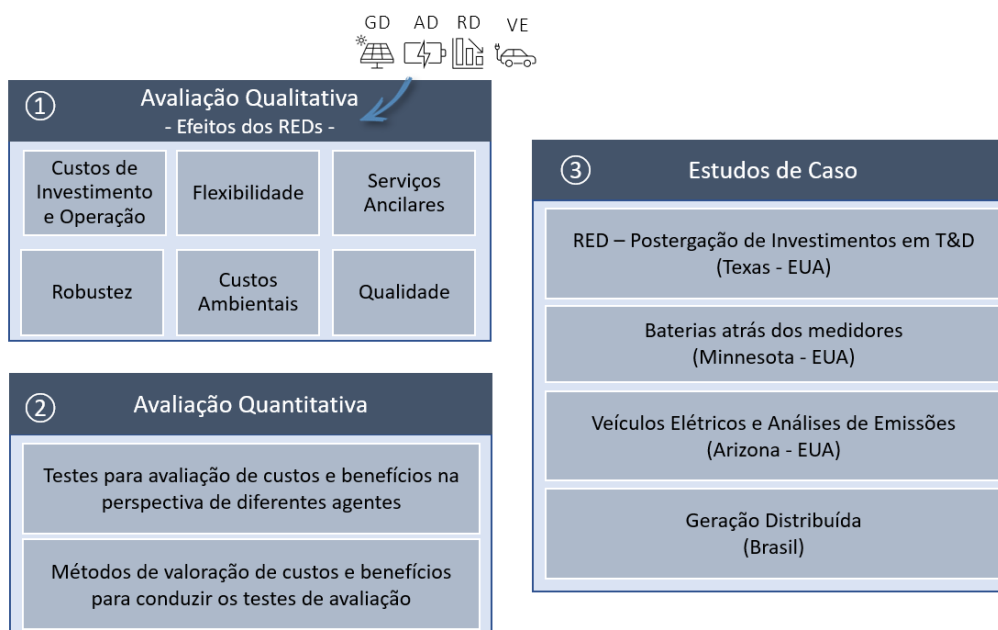 GD AD RD VE
①
Avaliação Qualitativa
- Efeitos dos REDs -
Custos de
Investimento
e Operação
Flexibilidade
Serviços
Ancilares
Robustez
Custos
Ambientais
Qualidade
②
Avaliação Quantitativa
Testes para avaliação de custos e benefícios na
perspectiva de diferentes agentes
Métodos de valoração de custos e benefícios
para conduzir os testes de avaliação
③
Estudos de Caso
RED – Postergação de Investimentos em T&D
(Texas - EUA)
Baterias atrás dos medidores
(Minnesota - EUA)
Veículos Elétricos e Análises de Emissões
(Arizona - EUA)
Geração Distribuída
(Brasil)